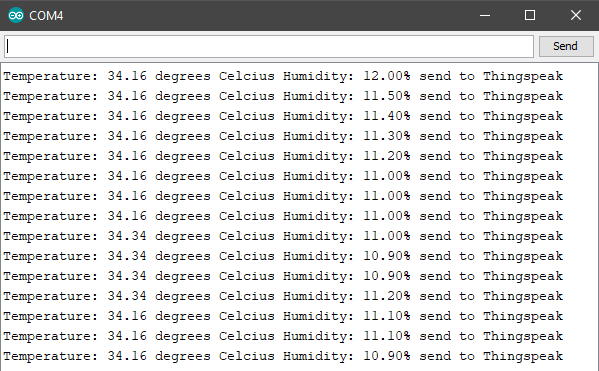 COM4
Send
Temperature: 34.16 degrees Celcius Humidity: 12.00% send to Thingspeak
Temperature: 34.16 degrees Celcius Humidity: 11.50% send to Thingspeak
Temperature: 34.16 degrees Celcius Humidity: 11.40% send to Thingspeak
Temperature: 34.16 degrees Celcius Humidity: 11.30% send to Thingspeak
Temperature: 34.16 degrees Celcius Humidity: 11.20% send to Thingspeak
Temperature: 34.16 degrees Celcius Humidity: 11.00% send to Thingspeak
Temperature: 34.16 degrees Celcius Humidity: 11.00% send to Thingspeak
Temperature: 34.16 degrees Celcius Humidity: 11.00% send to Thingspeak
Temperature: 34.34 degrees Celcius Humidity: 11.00% send to Thingspeak
Temperature: 34.34 degrees Celcius Humidity: 10.90% send to Thingspeak
Temperature: 34.34 degrees Celcius Humidity: 10.90% send to Thingspeak
Temperature: 34.34 degrees Celcius Humidity: 11.20% send to Thingspeak
Temperature: 34.16 degrees Celcius Humidity: 11.10% send to Thingspeak
Temperature: 34.16 degrees Celcius Humidity: 11.10% send to Thingspeak
Temperature: 34.16 degrees Celcius Humidity: 10.90% send to Thingspeak